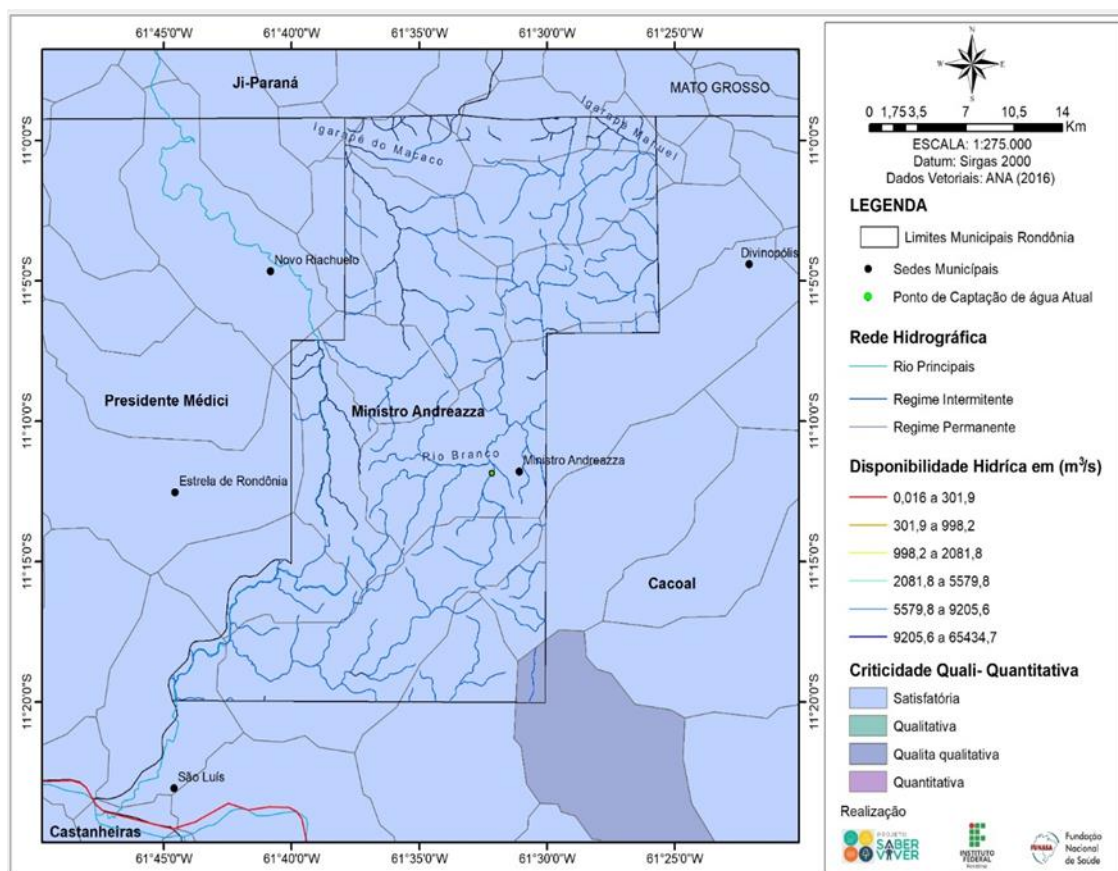 61°45'0"W 61°40'0"W 61°35'0"W 61°30'0"W 61°25'0"W
Ji-Paraná
MATO GROSSO
Igarapé do Macaco
Igarapé Manuel
11°0'0"S
11°0'0"S
Novo Riachuelo
Divinopólis
11°5'0"S
11°5'0"S
Presidente Médici
Ministro Andreazza
11°10'0"S
11°10'0"S
Rio Branco
Ministro Andreazza
Estrela de Rondônia
11°15'0"S
11°15'0"S
Cacoal
11°20'0"S
11°20'0"S
São Luís
Castanheiras
61°45'0"W 61°40'0"W 61°35'0"W 61°30'0"W 61°25'0"W
N
W E
S
0 1,753,5 7 10,5 14
Km
ESCALA: 1:275.000
Datum: Sirgas 2000
Dados Vetoriais: ANA (2016)
LEGENDA
Limites Municipais Rondônia
Sedes Municípais
Ponto de Captação de água Atual
Rede Hidrográfica
Rio Principais
Regime Intermitente
Regime Permanente
Disponibilidade Hidríca em (m³/s)
0,016 a 301,9
301,9 a 998,2
998,2 a 2081,8
2081,8 a 5579,8
5579,8 a 9205,6
9205,6 a 65434,7
Criticidade Quali- Quantitativa
Satisfatória
Qualitativa
Qualita qualitativa
Quantitativa
Realização
PROJETO
SABER
VIVER
INSTITUTO
FEDERAL
Rondônia
FUNASA
Fundação
Nacional
de Saúde